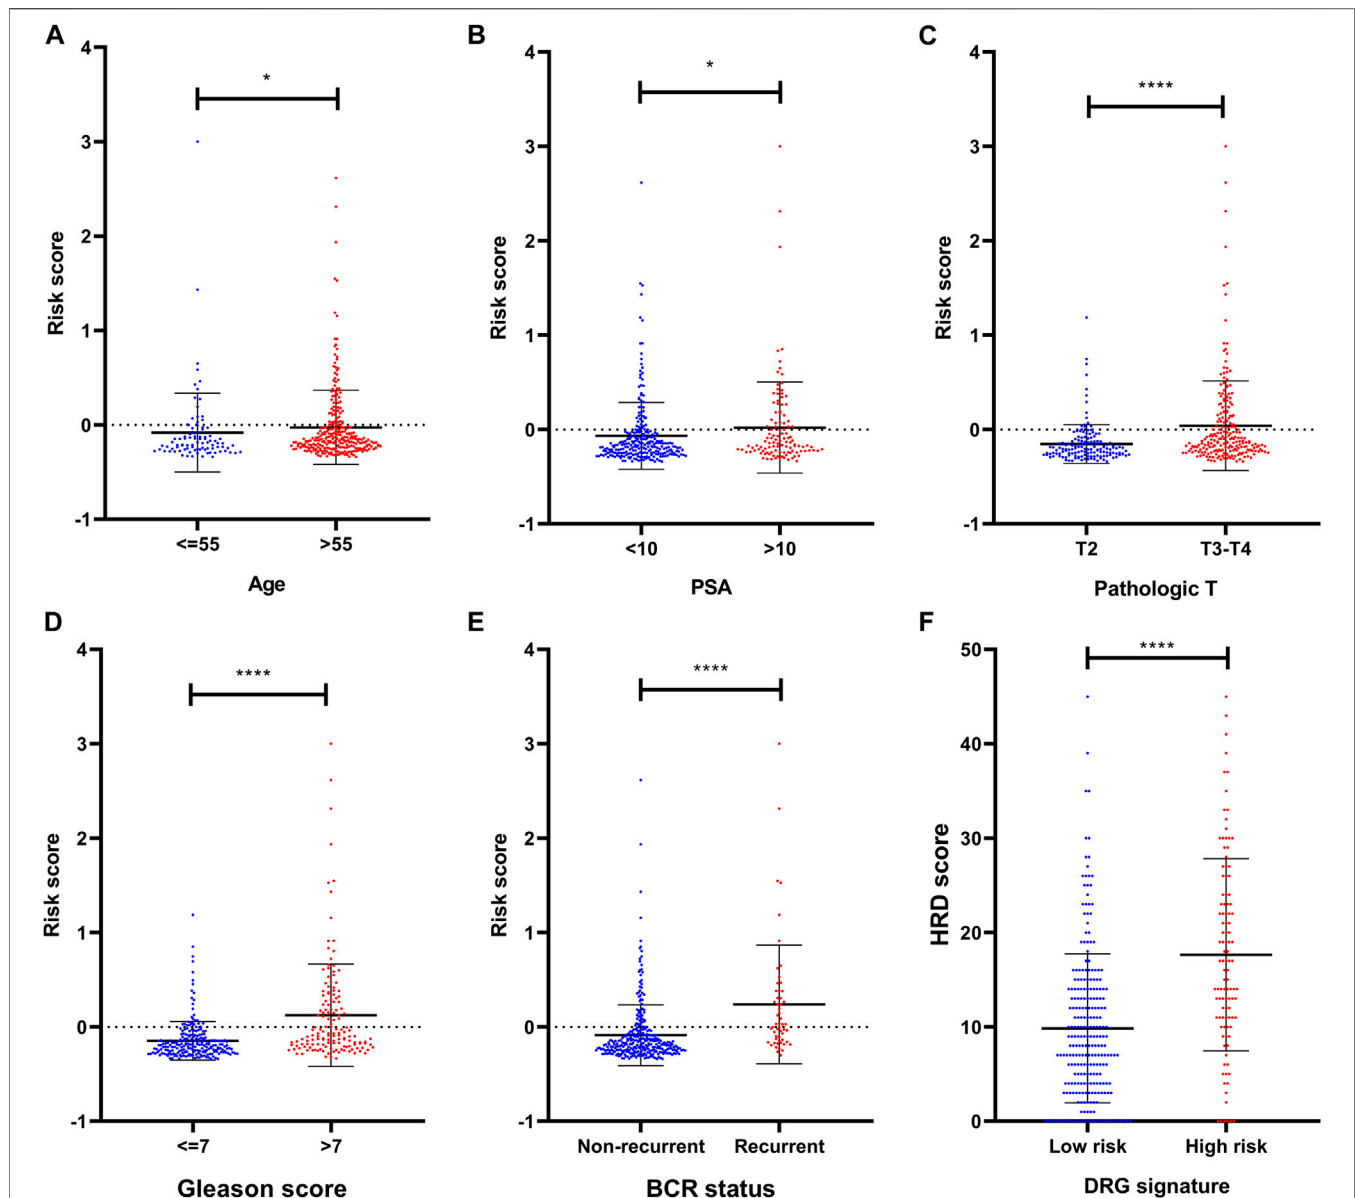 A
B
C
4
3
2
1
0
-1
Risk score
*
<=55
>55
Age
4
3
2
1
0
-1
Risk score
*
<10
>10
PSA
4
3
2
1
0
-1
Risk score
****
T2
T3-T4
Pathologic T
D
E
F
4
3
2
1
0
-1
Risk score
****
<=7
>7
Gleason score
4
3
2
1
0
-1
Risk score
****
Non-recurrent
Recurrent
BCR status
50
40
30
20
10
0
HRD score
****
Low risk
High risk
DRG signature